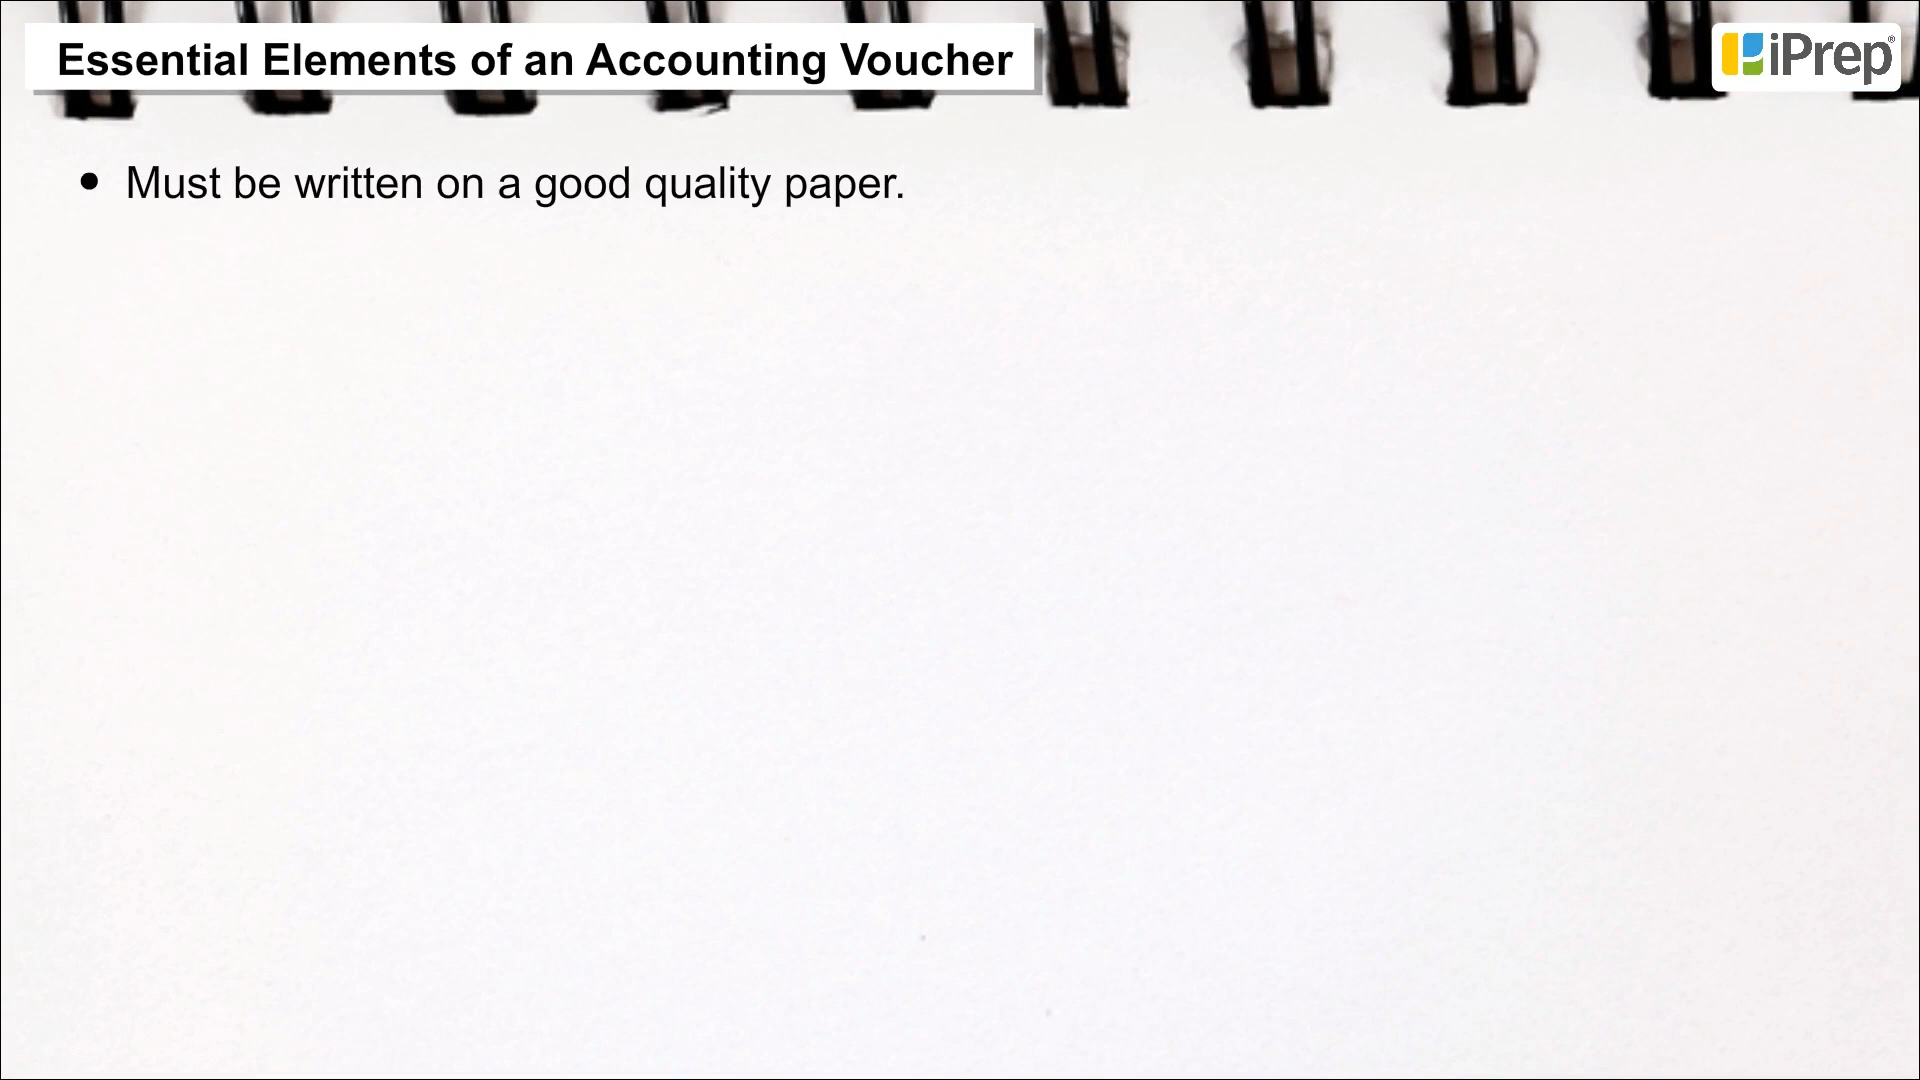 Essential Elements of an Accounting Voucher
iPrep®
• Must be written on a good quality paper.